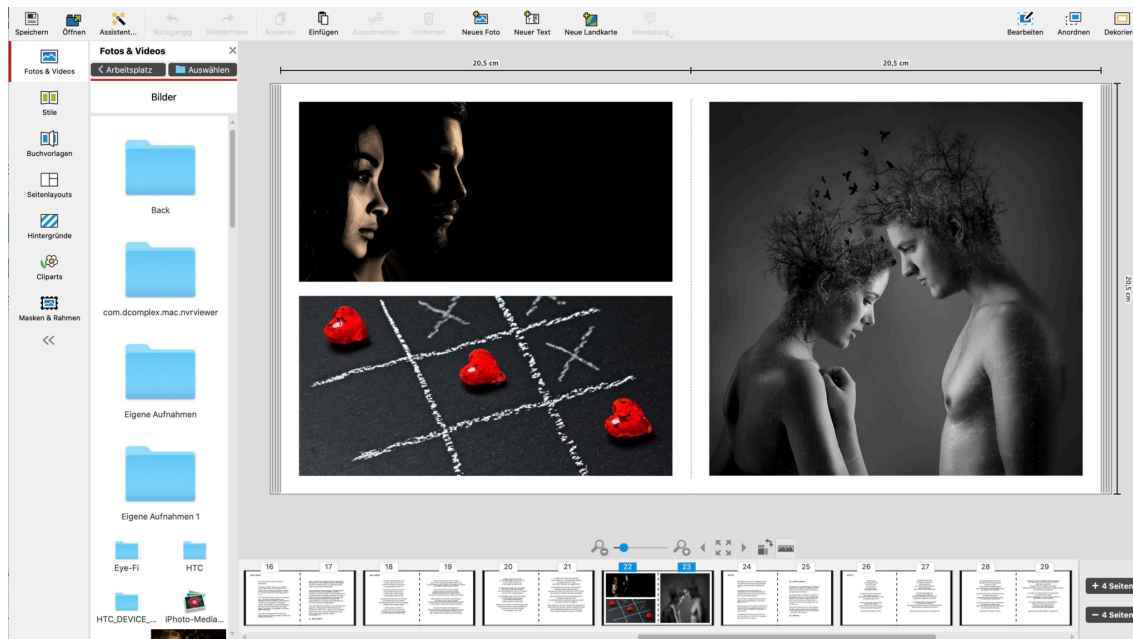 Speichern Öffnen Assistent... Rückgängig Wiederholen Kopieren Einfügen Ausschneiden Entfernen Neues Foto Neuer Text Neue Landkarte Veredelung Bearbeiten Anordnen Dekorier
Fotos & Videos
Stile
Buchvorlagen
Seitenlayouts
Hintergründe
Cliparts
Masken & Rahmen
Fotos & Videos
Arbeitsplatz Auswählen
Bilder
Back
com.dcomplex.mac.nvrviewer
Eigene Aufnahmen
Eigene Aufnahmen 1
Eye-Fi HTC
HTC_DEVICE_... iPhoto-Media...
20,5 cm 20,5 cm
20,5 cm
16 17 18 19 20 21 22 23 24 25 26 27 28 29
+ 4 Seiten
− 4 Seiten